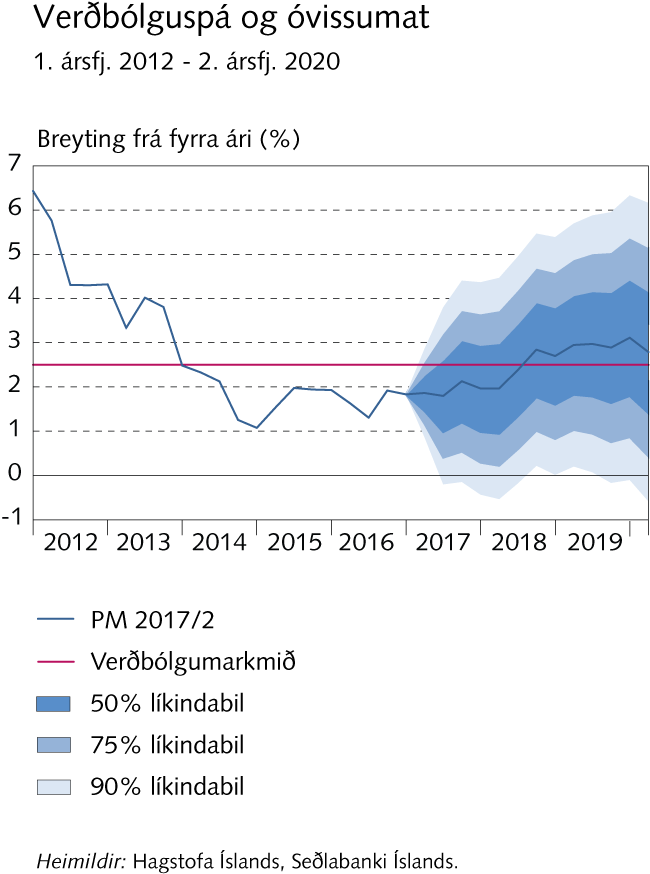 Verðbólguspá og óvissumat
1. ársfj. 2012 - 2. ársfj. 2020
Breyting frá fyrra ári (%)
7
6
5
4
3
2
1
0
-1
2012 2013 2014 2015 2016 2017 2018 2019
PM 2017/2
Verðbólgumarkmið
50% líkindabil
75% líkindabil
90% líkindabil
Heimildir: Hagstofa Íslands, Seðlabanki Íslands.